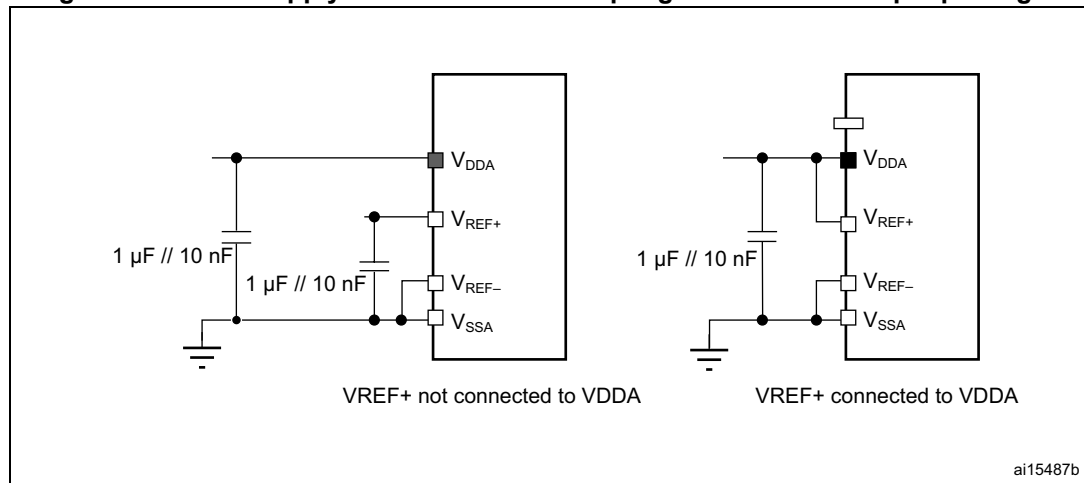 V_DDA
V_REF+
1 µF // 10 nF
1 µF // 10 nF
V_REF–
V_SSA
VREF+ not connected to VDDA
V_DDA
V_REF+
1 µF // 10 nF
V_REF–
V_SSA
VREF+ connected to VDDA
ai15487b